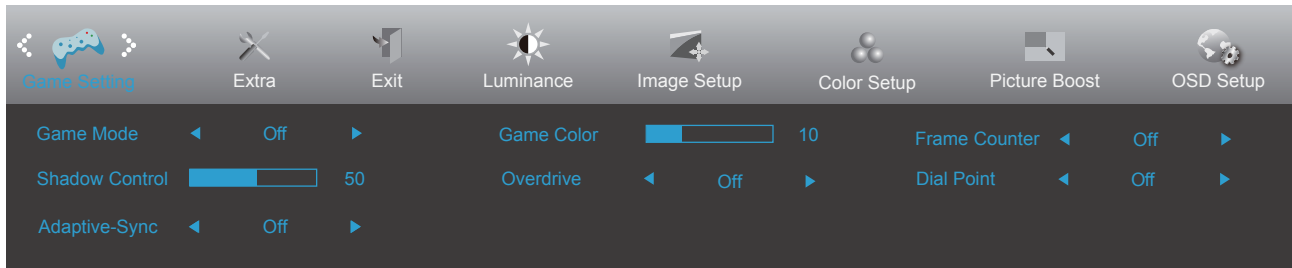 Game Setting Extra Exit Luminance Image Setup Color Setup Picture Boost OSD Setup
Game Mode Off Game Color 10 Frame Counter Off
Shadow Control 50 Overdrive Off Dial Point Off
Adaptive-Sync Off